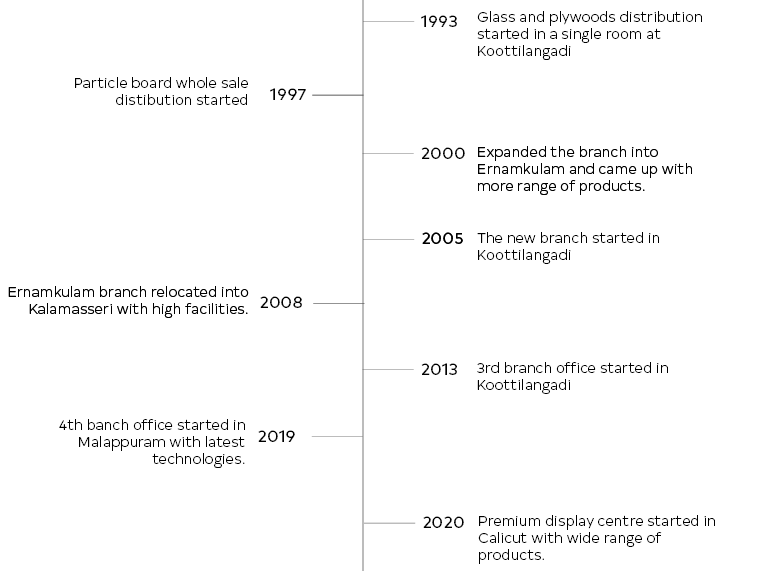 1993 Glass and plywoods distribution
started in a single room at
Koottilangadi
Particle board whole sale
distibution started 1997
2000 Expanded the branch into
Ernamkulam and came up with
more range of products.
2005 The new branch started in
Koottilangadi
Ernamkulam branch relocated into
Kalamasseri with high facilities. 2008
2013 3rd branch office started in
Koottilangadi
4th banch office started in
Malappuram with latest
technologies. 2019
2020 Premium display centre started in
Calicut with wide range of
products.